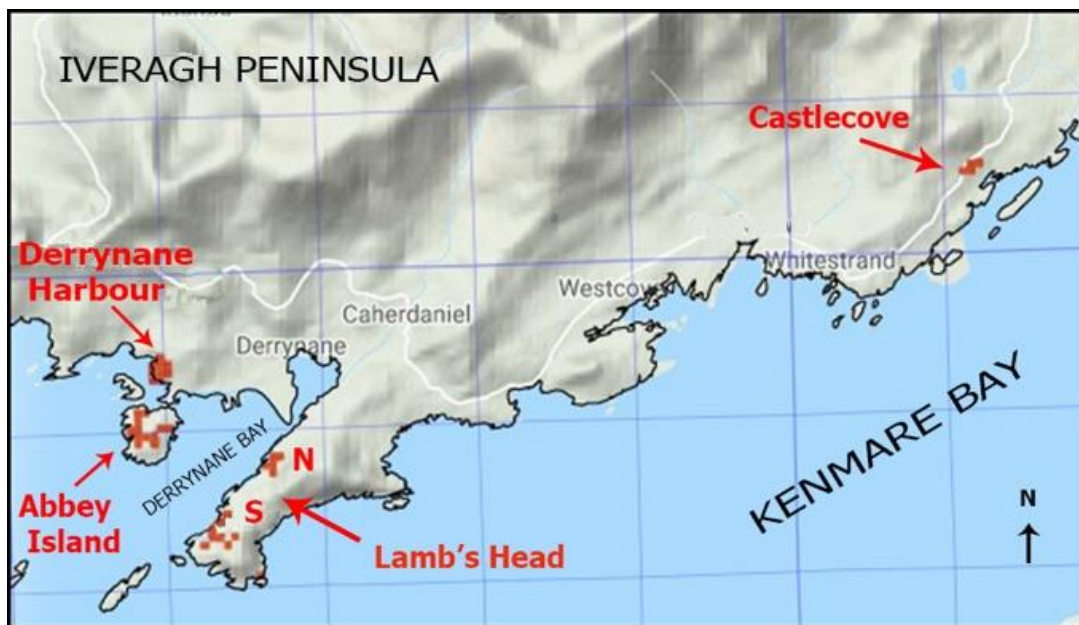 IVERAGH PENINSULA
Castlecove
Derrynane
Harbour
Whitestrand
Westcove
Caherdaniel
Derrynane
DERRYNANE BAY
KENMARE BAY
N
S
Abbey
Island
Lamb's Head
N